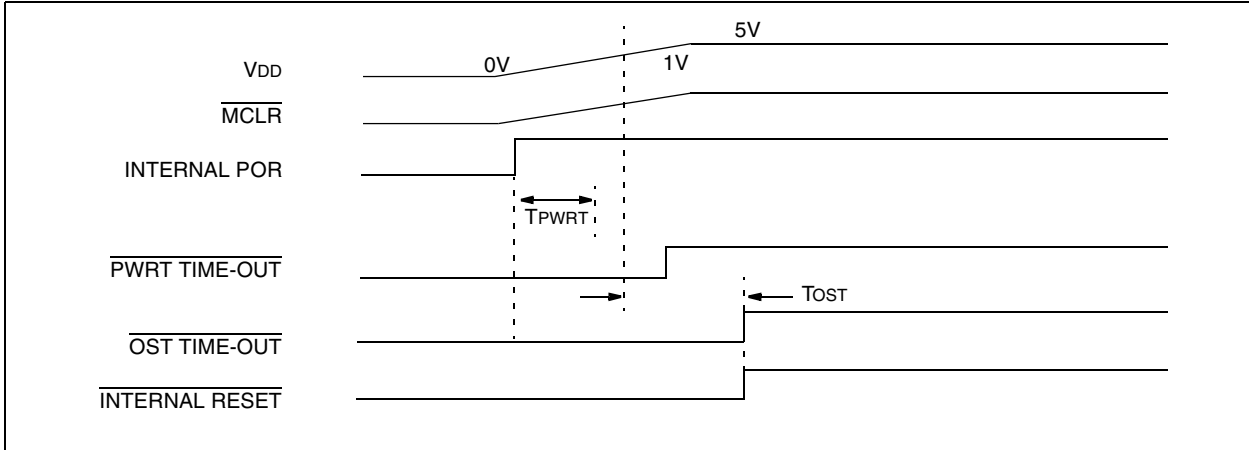 5V
0V
1V
VDD
MCLR
INTERNAL POR
TPWRT
PWRT TIME-OUT
TOST
OST TIME-OUT
INTERNAL RESET